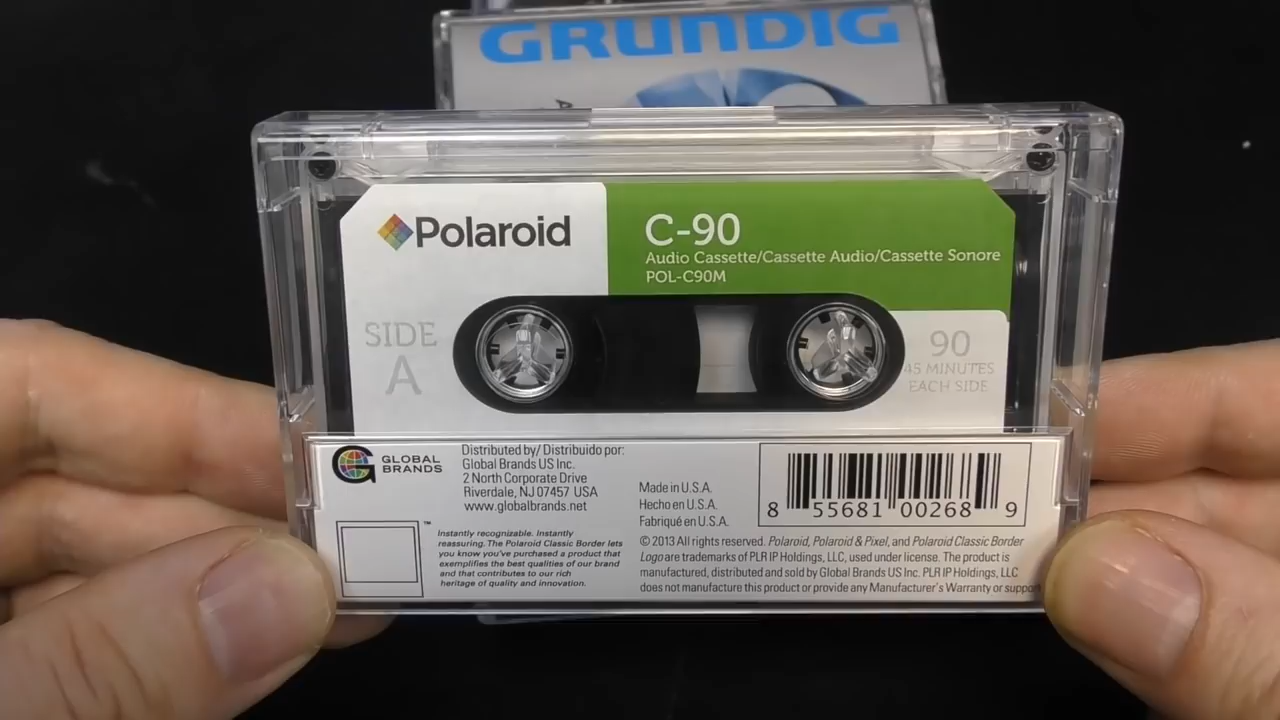 GRUNDIG
Polaroid
C-90
Audio Cassette/Cassette Audio/Cassette Sonore
POL-C90M
SIDE
A
90
45 MINUTES
EACH SIDE
GLOBAL
BRANDS
Distributed by/ Distribuido por:
Global Brands US Inc.
2 North Corporate Drive
Riverdale, NJ 07457 USA
www.globalbrands.net
Made in U.S.A.
Hecho en U.S.A.
Fabriqué en U.S.A.
8 55681 00268 9
™
Instantly recognizable. Instantly
reassuring. The Polaroid Classic Border lets
you know you've purchased a product that
exemplifies the best qualities of our brand
and that contributes to our rich
heritage of quality and innovation.
© 2013 All rights reserved. Polaroid, Polaroid & Pixel, and Polaroid Classic Border
Logo are trademarks of PLR IP Holdings, LLC, used under license. The product is
manufactured, distributed and sold by Global Brands US Inc. PLR IP Holdings, LLC
does not manufacture this product or provide any Manufacturer's Warranty or support